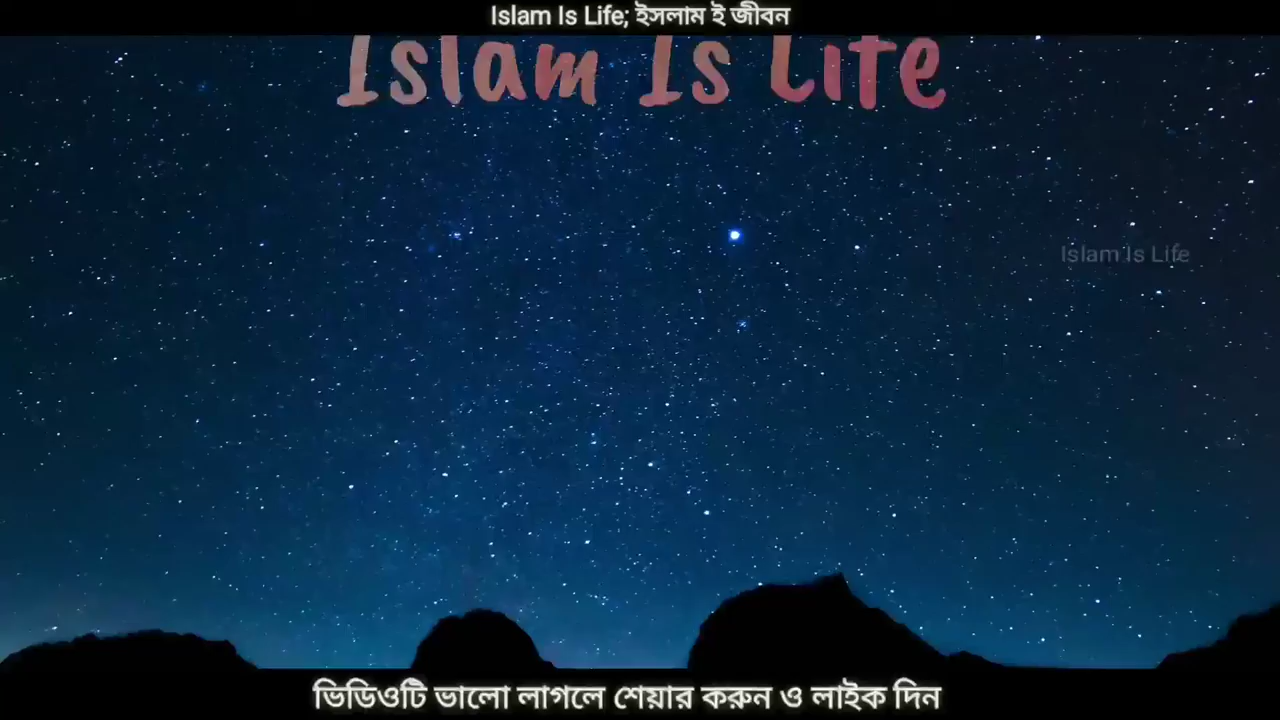 Islam Is Life; ইসলাম ই জীবন
Islam Is Life
Islam Is Life
ভিডিওটি ভালো লাগলে শেয়ার করুন ও লাইক দিন